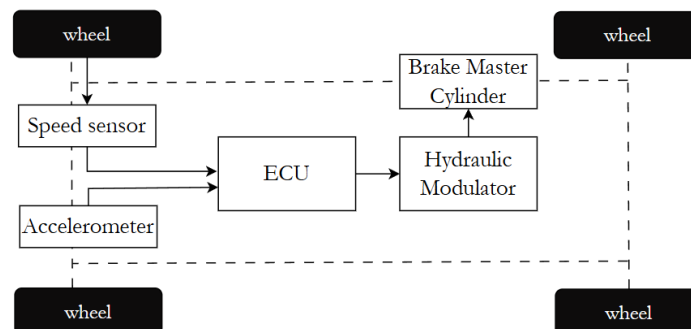 wheel
wheel
Brake Master
Cylinder
Speed sensor
ECU
Hydraulic
Modulator
Accelerometer
wheel
wheel